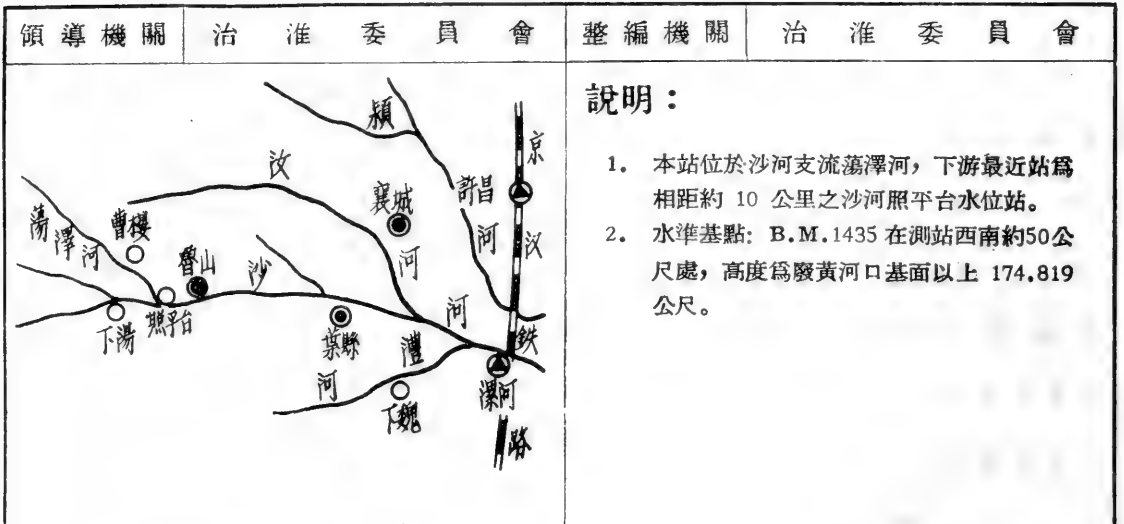 領導機關 治淮委員會 整編機關 治淮委員會
說明：
1. 本站位於沙河支流蕩澤河，下游最近站爲
相距約 10 公里之沙河照平台水位站。
2. 水準基點: B.M.1435 在測站西南約50公
尺處，高度爲廢黃河口基面以上 174.819
公尺。
潁河
京汉鉄路
許昌
汝河
襄城
蕩澤河
曹樓
魯山
沙河
下湯
照平台
葉縣
澧河
漯河
下魏